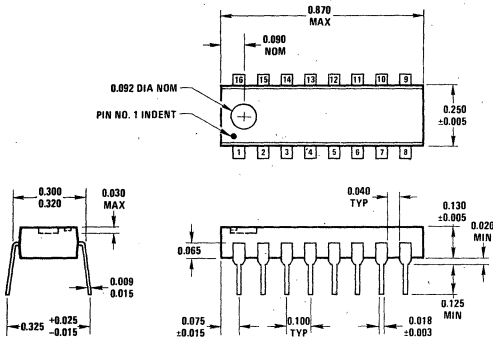 0.870
MAX
0.090
NOM
16 15 14 13 12 11 10 9
0.092 DIA NOM
0.250
±0.005
PIN NO. 1 INDENT
1 2 3 4 5 6 7 8
0.300
0.320
0.030
MAX
0.040
TYP
0.130
±0.005
0.020
MIN
0.065
0.009
0.015
0.125
MIN
0.325 +0.025
-0.015
0.075
±0.015
0.100
TYP
0.018
±0.003